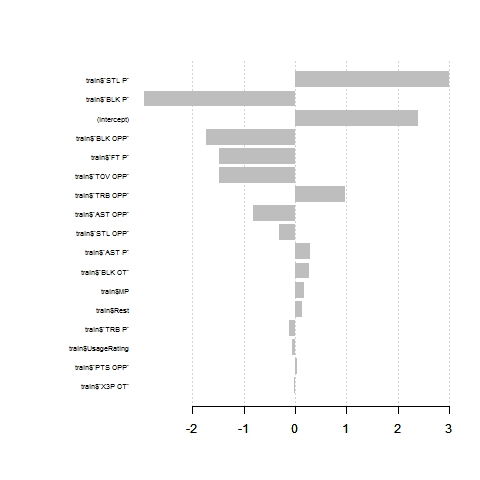 train$`STL P`
train$`BLK P`
(Intercept)
train$`BLK OPP`
train$`FT P`
train$`TOV OPP`
train$`TRB OPP`
train$`AST OPP`
train$`STL OPP`
train$`AST P`
train$`BLK OT`
train$MP
train$Rest
train$`TRB P`
train$UsageRating
train$`PTS OPP`
train$`X3P OT`
-2 -1 0 1 2 3